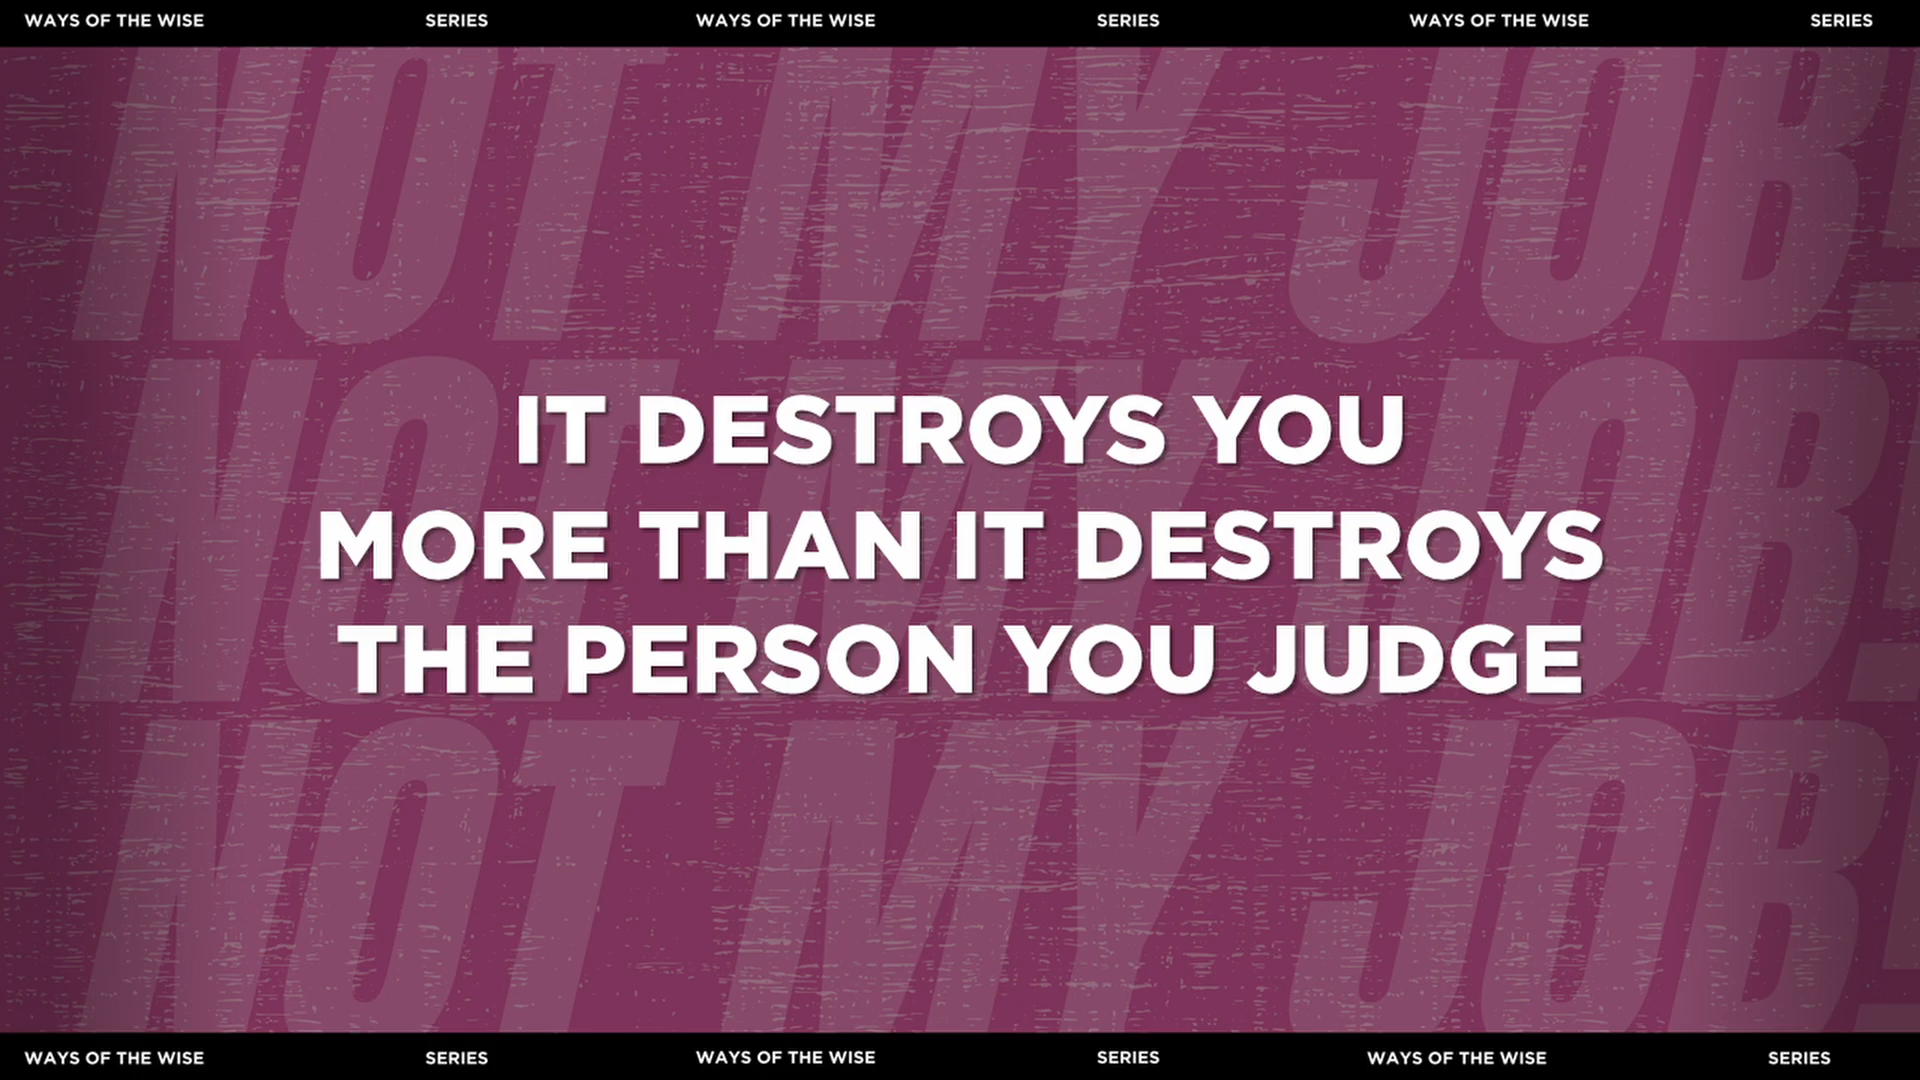 WAYS OF THE WISE SERIES WAYS OF THE WISE SERIES WAYS OF THE WISE SERIES
NOT MY JOB!
NOT MY JOB!
IT DESTROYS YOU
MORE THAN IT DESTROYS
THE PERSON YOU JUDGE
NOT MY JOB!
WAYS OF THE WISE SERIES WAYS OF THE WISE SERIES WAYS OF THE WISE SERIES